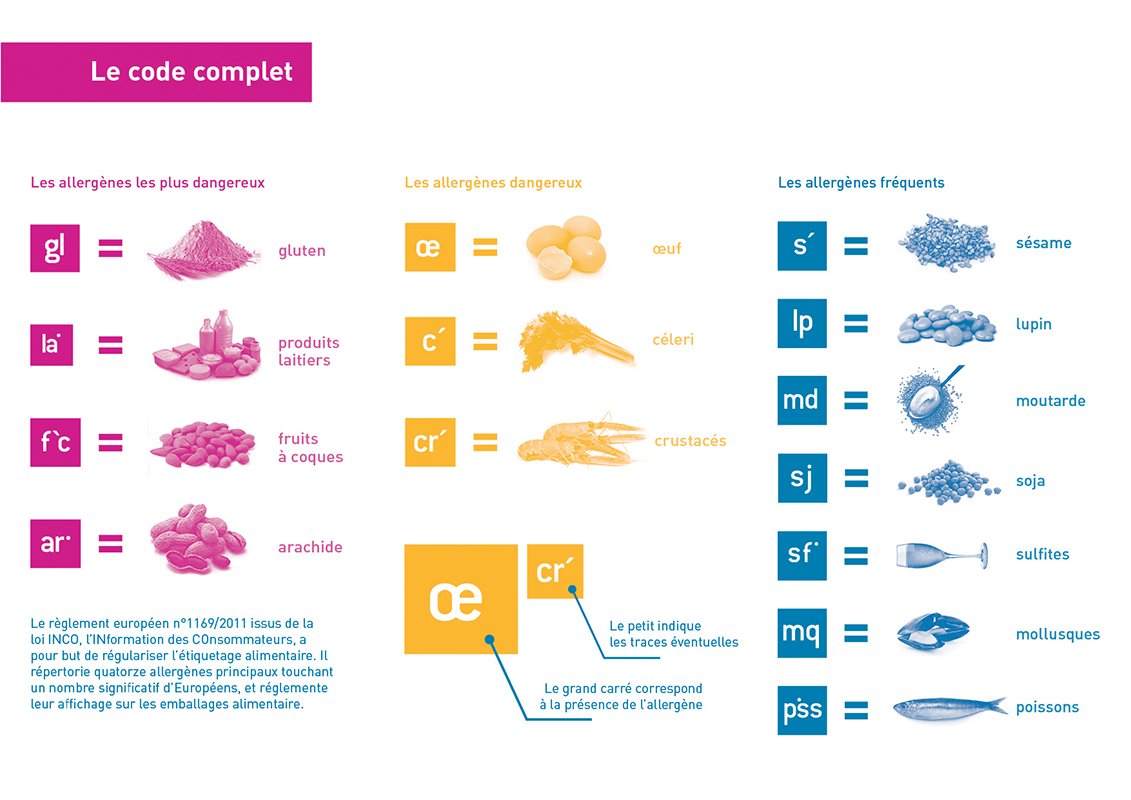 Le code complet
Les allergènes les plus dangereux
gl = gluten
la· = produits
laitiers
f`c = fruits
à coques
ar· = arachide
Le règlement européen n°1169/2011 issus de la
loi INCO, l'INformation des COnsommateurs, a
pour but de régulariser l'étiquetage alimentaire. Il
répertorie quatorze allergènes principaux touchant
un nombre significatif d'Européens, et réglemente
leur affichage sur les emballages alimentaire.
Les allergènes dangereux
œ = œuf
c´ = céleri
cr´ = crustacés
œ
cr´
Le petit indique
les traces éventuelles
Le grand carré correspond
à la présence de l'allergène
Les allergènes fréquents
s´ = sésame
lp = lupin
md = moutarde
sj = soja
sf· = sulfites
mq = mollusques
p·ss = poissons